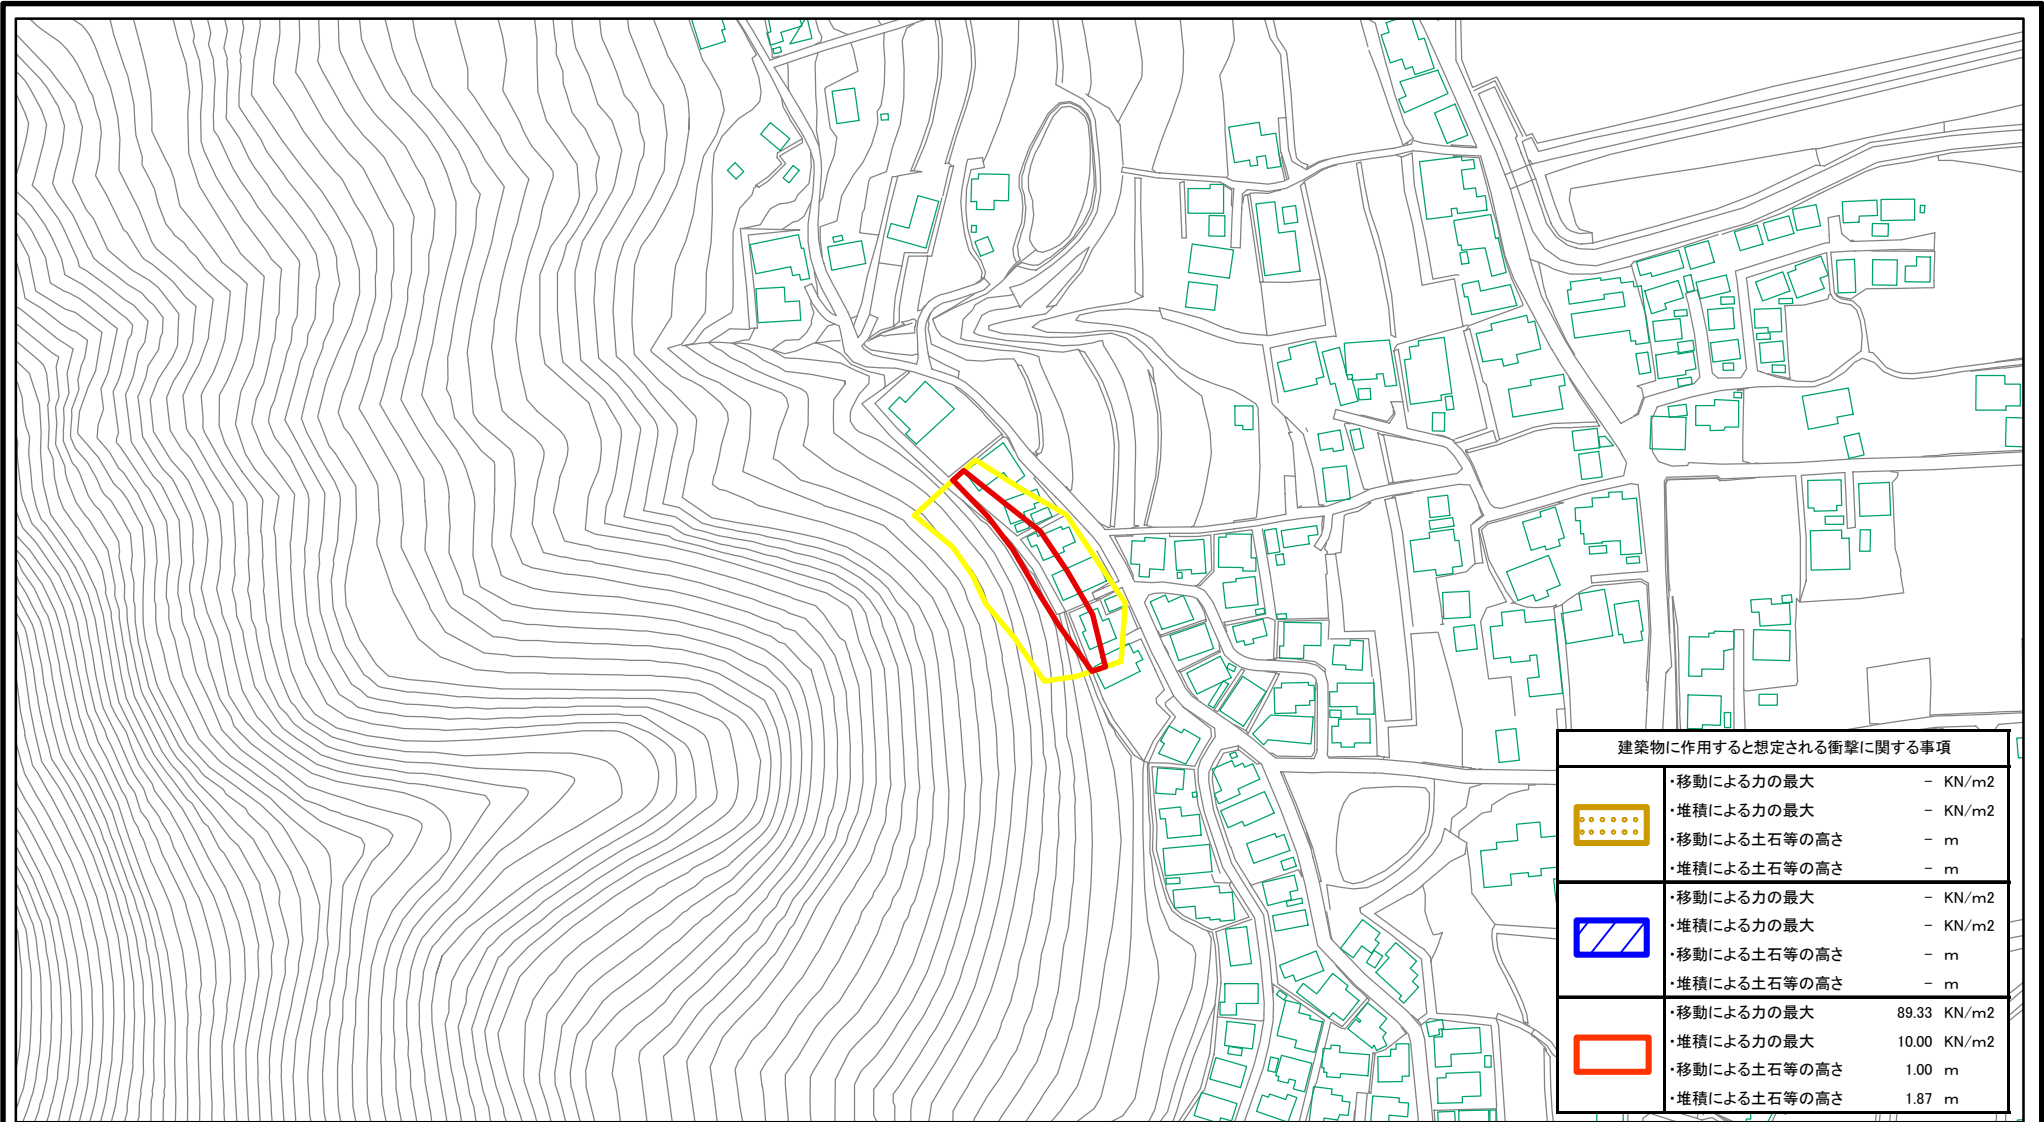 建築物に作用すると想定される衝撃に関する事項
・移動による力の最大 － KN/m2
・堆積による力の最大 － KN/m2
・移動による土石等の高さ － m
・堆積による土石等の高さ － m
・移動による力の最大 － KN/m2
・堆積による力の最大 － KN/m2
・移動による土石等の高さ － m
・堆積による土石等の高さ － m
・移動による力の最大 89.33 KN/m2
・堆積による力の最大 10.00 KN/m2
・移動による土石等の高さ 1.00 m
・堆積による土石等の高さ 1.87 m